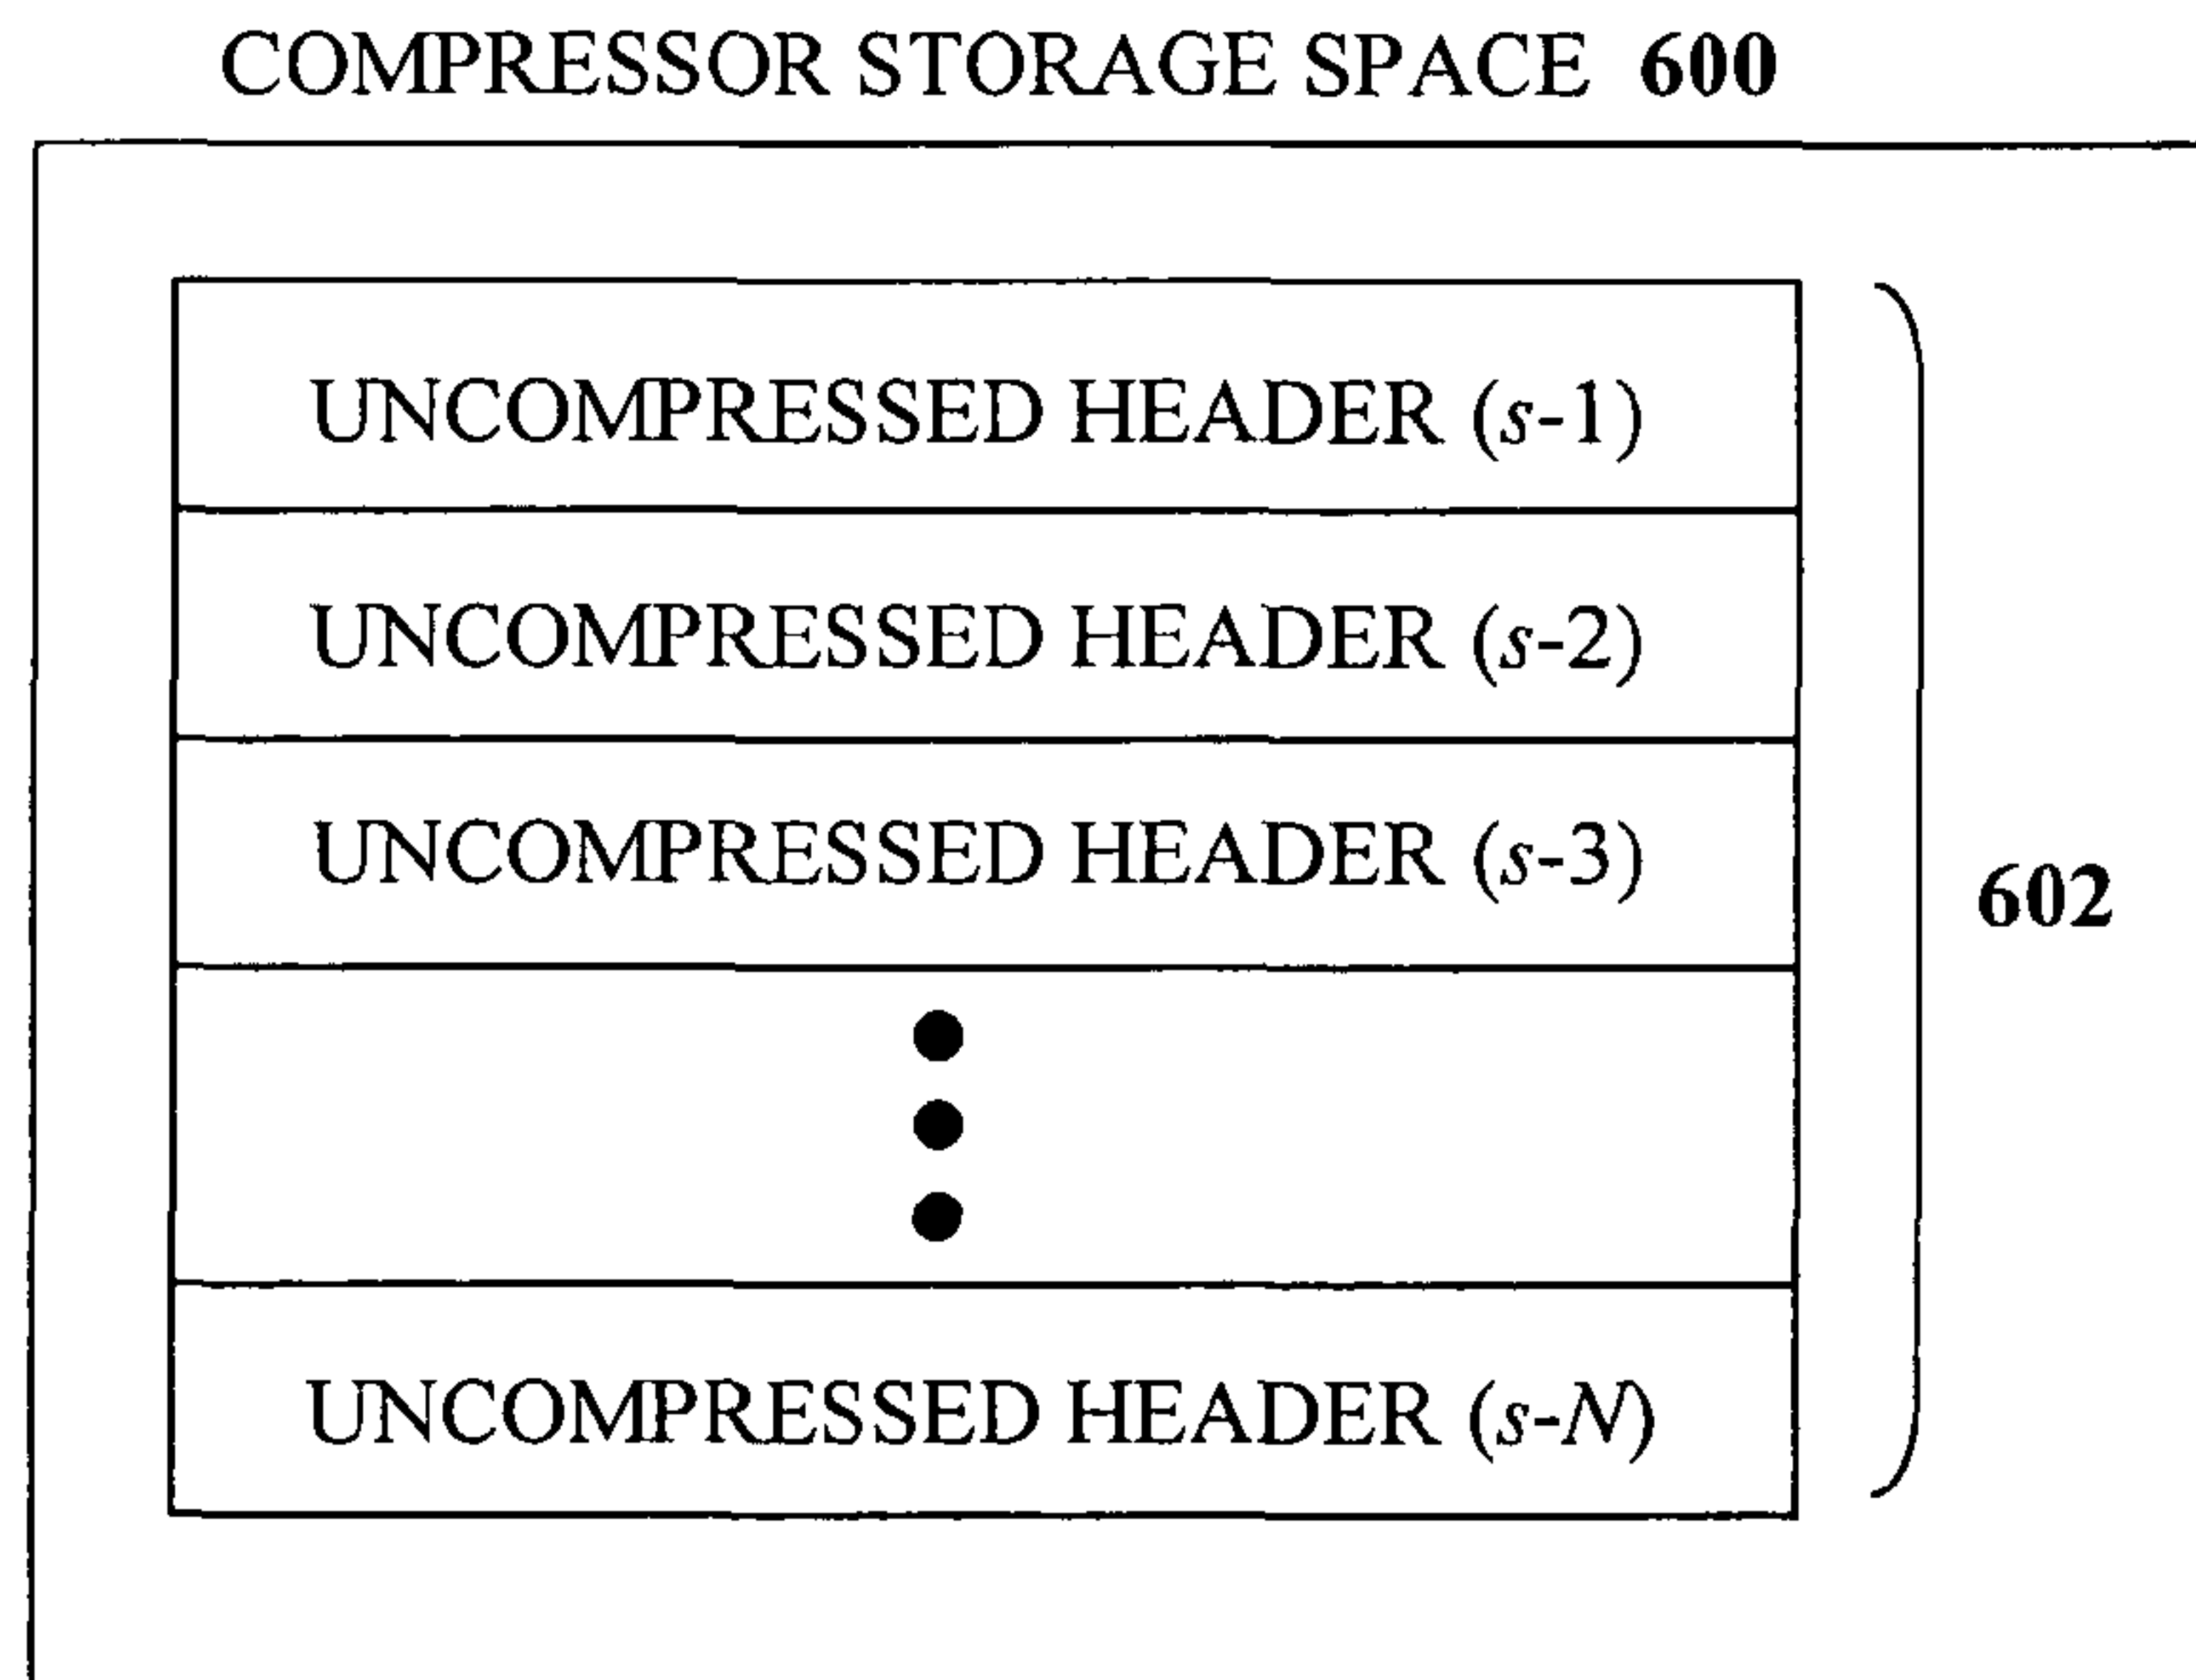 COMPRESSOR STORAGE SPACE 600
UNCOMPRESSED HEADER (s-1)
UNCOMPRESSED HEADER (s-2)
UNCOMPRESSED HEADER (s-3)
602
UNCOMPRESSED HEADER (s-N)